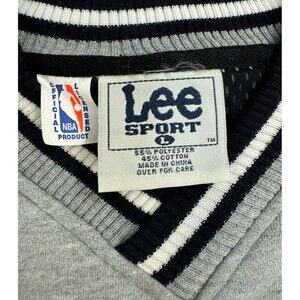 OFFICIAL
LICENSED
NBA
PRODUCT
Lee
SPORT
L
TM
55% POLYESTER
45% COTTON
MADE IN CHINA
OVER FOR CARE